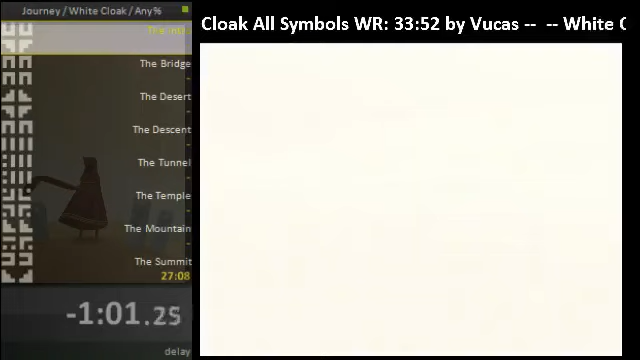 Journey / White Cloak / Any%
Cloak All Symbols WR: 33:52 by Vucas -- -- White
The Bridge
The Desert
The Descent
The Tunnel
The Temple
The Mountain
The Summit
27:08
-1:01.25
delay